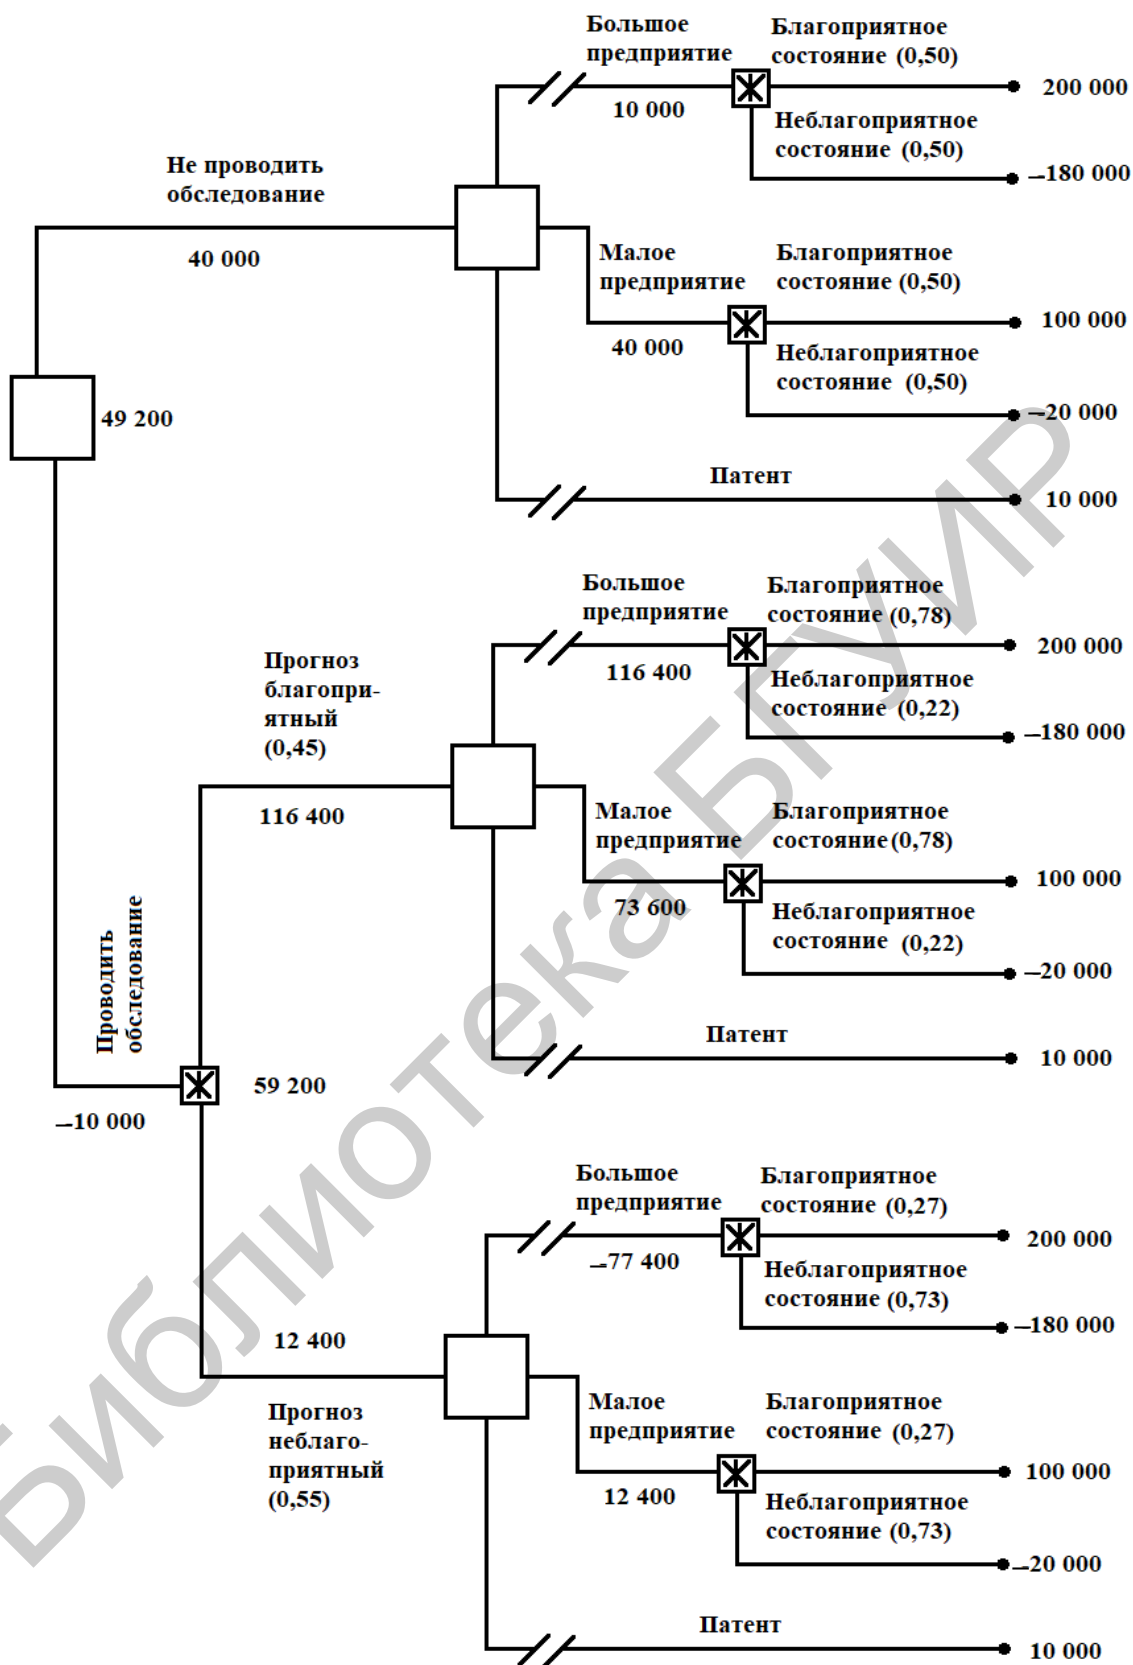 Большое
предприятие
Благоприятное
состояние (0,50)
10 000
200 000
Неблагоприятное
состояние (0,50)
–180 000
Не проводить
обследование
40 000
Малое
предприятие
Благоприятное
состояние (0,50)
40 000
100 000
Неблагоприятное
состояние (0,50)
–20 000
49 200
Патент
10 000
Большое
предприятие
Благоприятное
состояние (0,78)
116 400
200 000
Неблагоприятное
состояние (0,22)
–180 000
Прогноз
благопри-
ятный
(0,45)
116 400
Малое
предприятие
Благоприятное
состояние (0,78)
73 600
100 000
Неблагоприятное
состояние (0,22)
–20 000
Проводить
обследование
Патент
10 000
59 200
–10 000
Большое
предприятие
Благоприятное
состояние (0,27)
–77 400
200 000
Неблагоприятное
состояние (0,73)
–180 000
12 400
Прогноз
неблаго-
приятный
(0,55)
Малое
предприятие
Благоприятное
состояние (0,27)
12 400
100 000
Неблагоприятное
состояние (0,73)
–20 000
Патент
10 000
Библиотека БГУИР